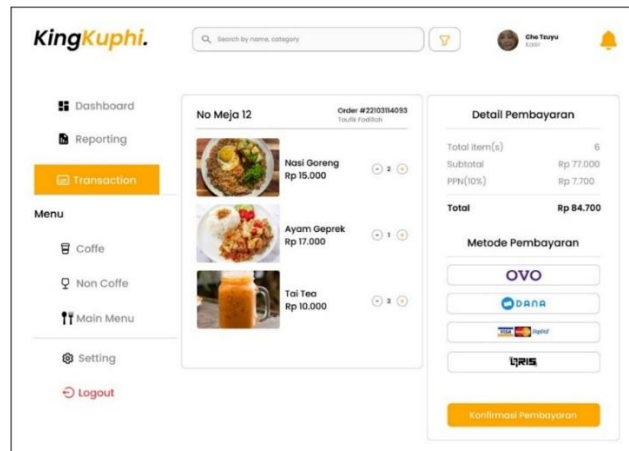 KingKuphi.
Search by name, category
Cho Tzuyu
Kasir
Dashboard
Reporting
Transaction
Menu
Coffe
Non Coffe
Main Menu
Setting
Logout
No Meja 12
Order #22103114093
Taufik Fadillah
Nasi Goreng
Rp 15.000
- 2 +
Ayam Geprek
Rp 17.000
- 1 +
Tai Tea
Rp 10.000
- 3 +
Detail Pembayaran
Total item(s) 6
Subtotal Rp 77.000
PPN(10%) Rp 7.700
Total Rp 84.700
Metode Pembayaran
OVO
DANA
VISA PayPal
QRIS
Konfirmasi Pembayaran